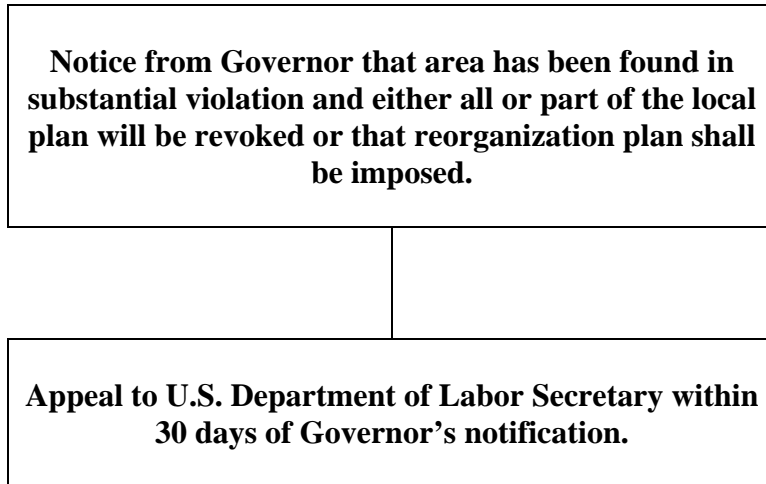 Notice from Governor that area has been found in
substantial violation and either all or part of the local
plan will be revoked or that reorganization plan shall
be imposed.
Appeal to U.S. Department of Labor Secretary within
30 days of Governor’s notification.